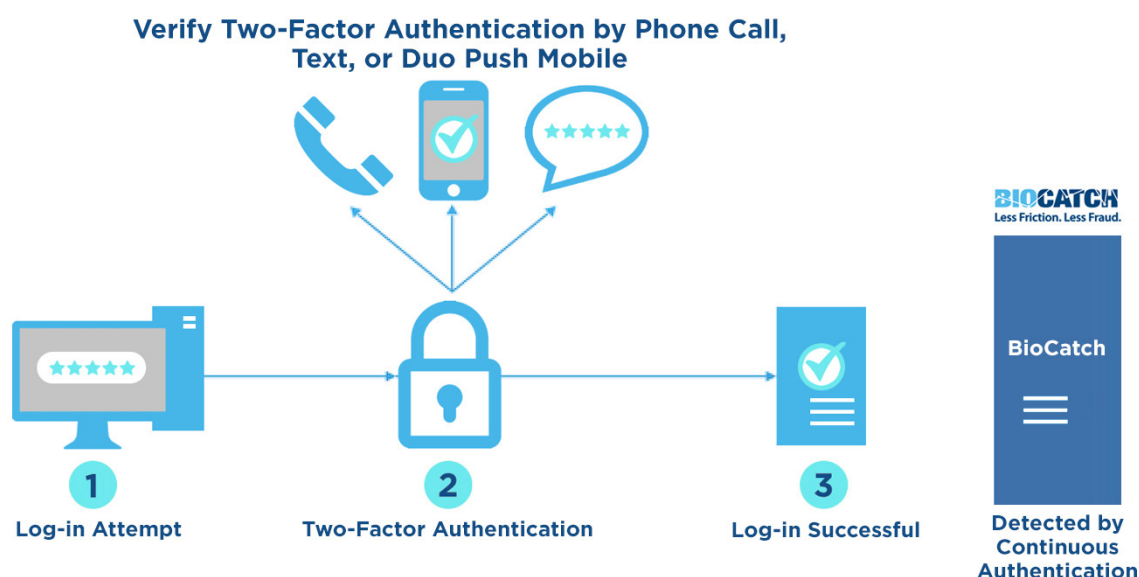 Verify Two-Factor Authentication by Phone Call,
Text, or Duo Push Mobile
BIOCATCH
Less Friction. Less Fraud.
BioCatch
1
Log-in Attempt
2
Two-Factor Authentication
3
Log-in Successful
Detected by
Continuous
Authentication